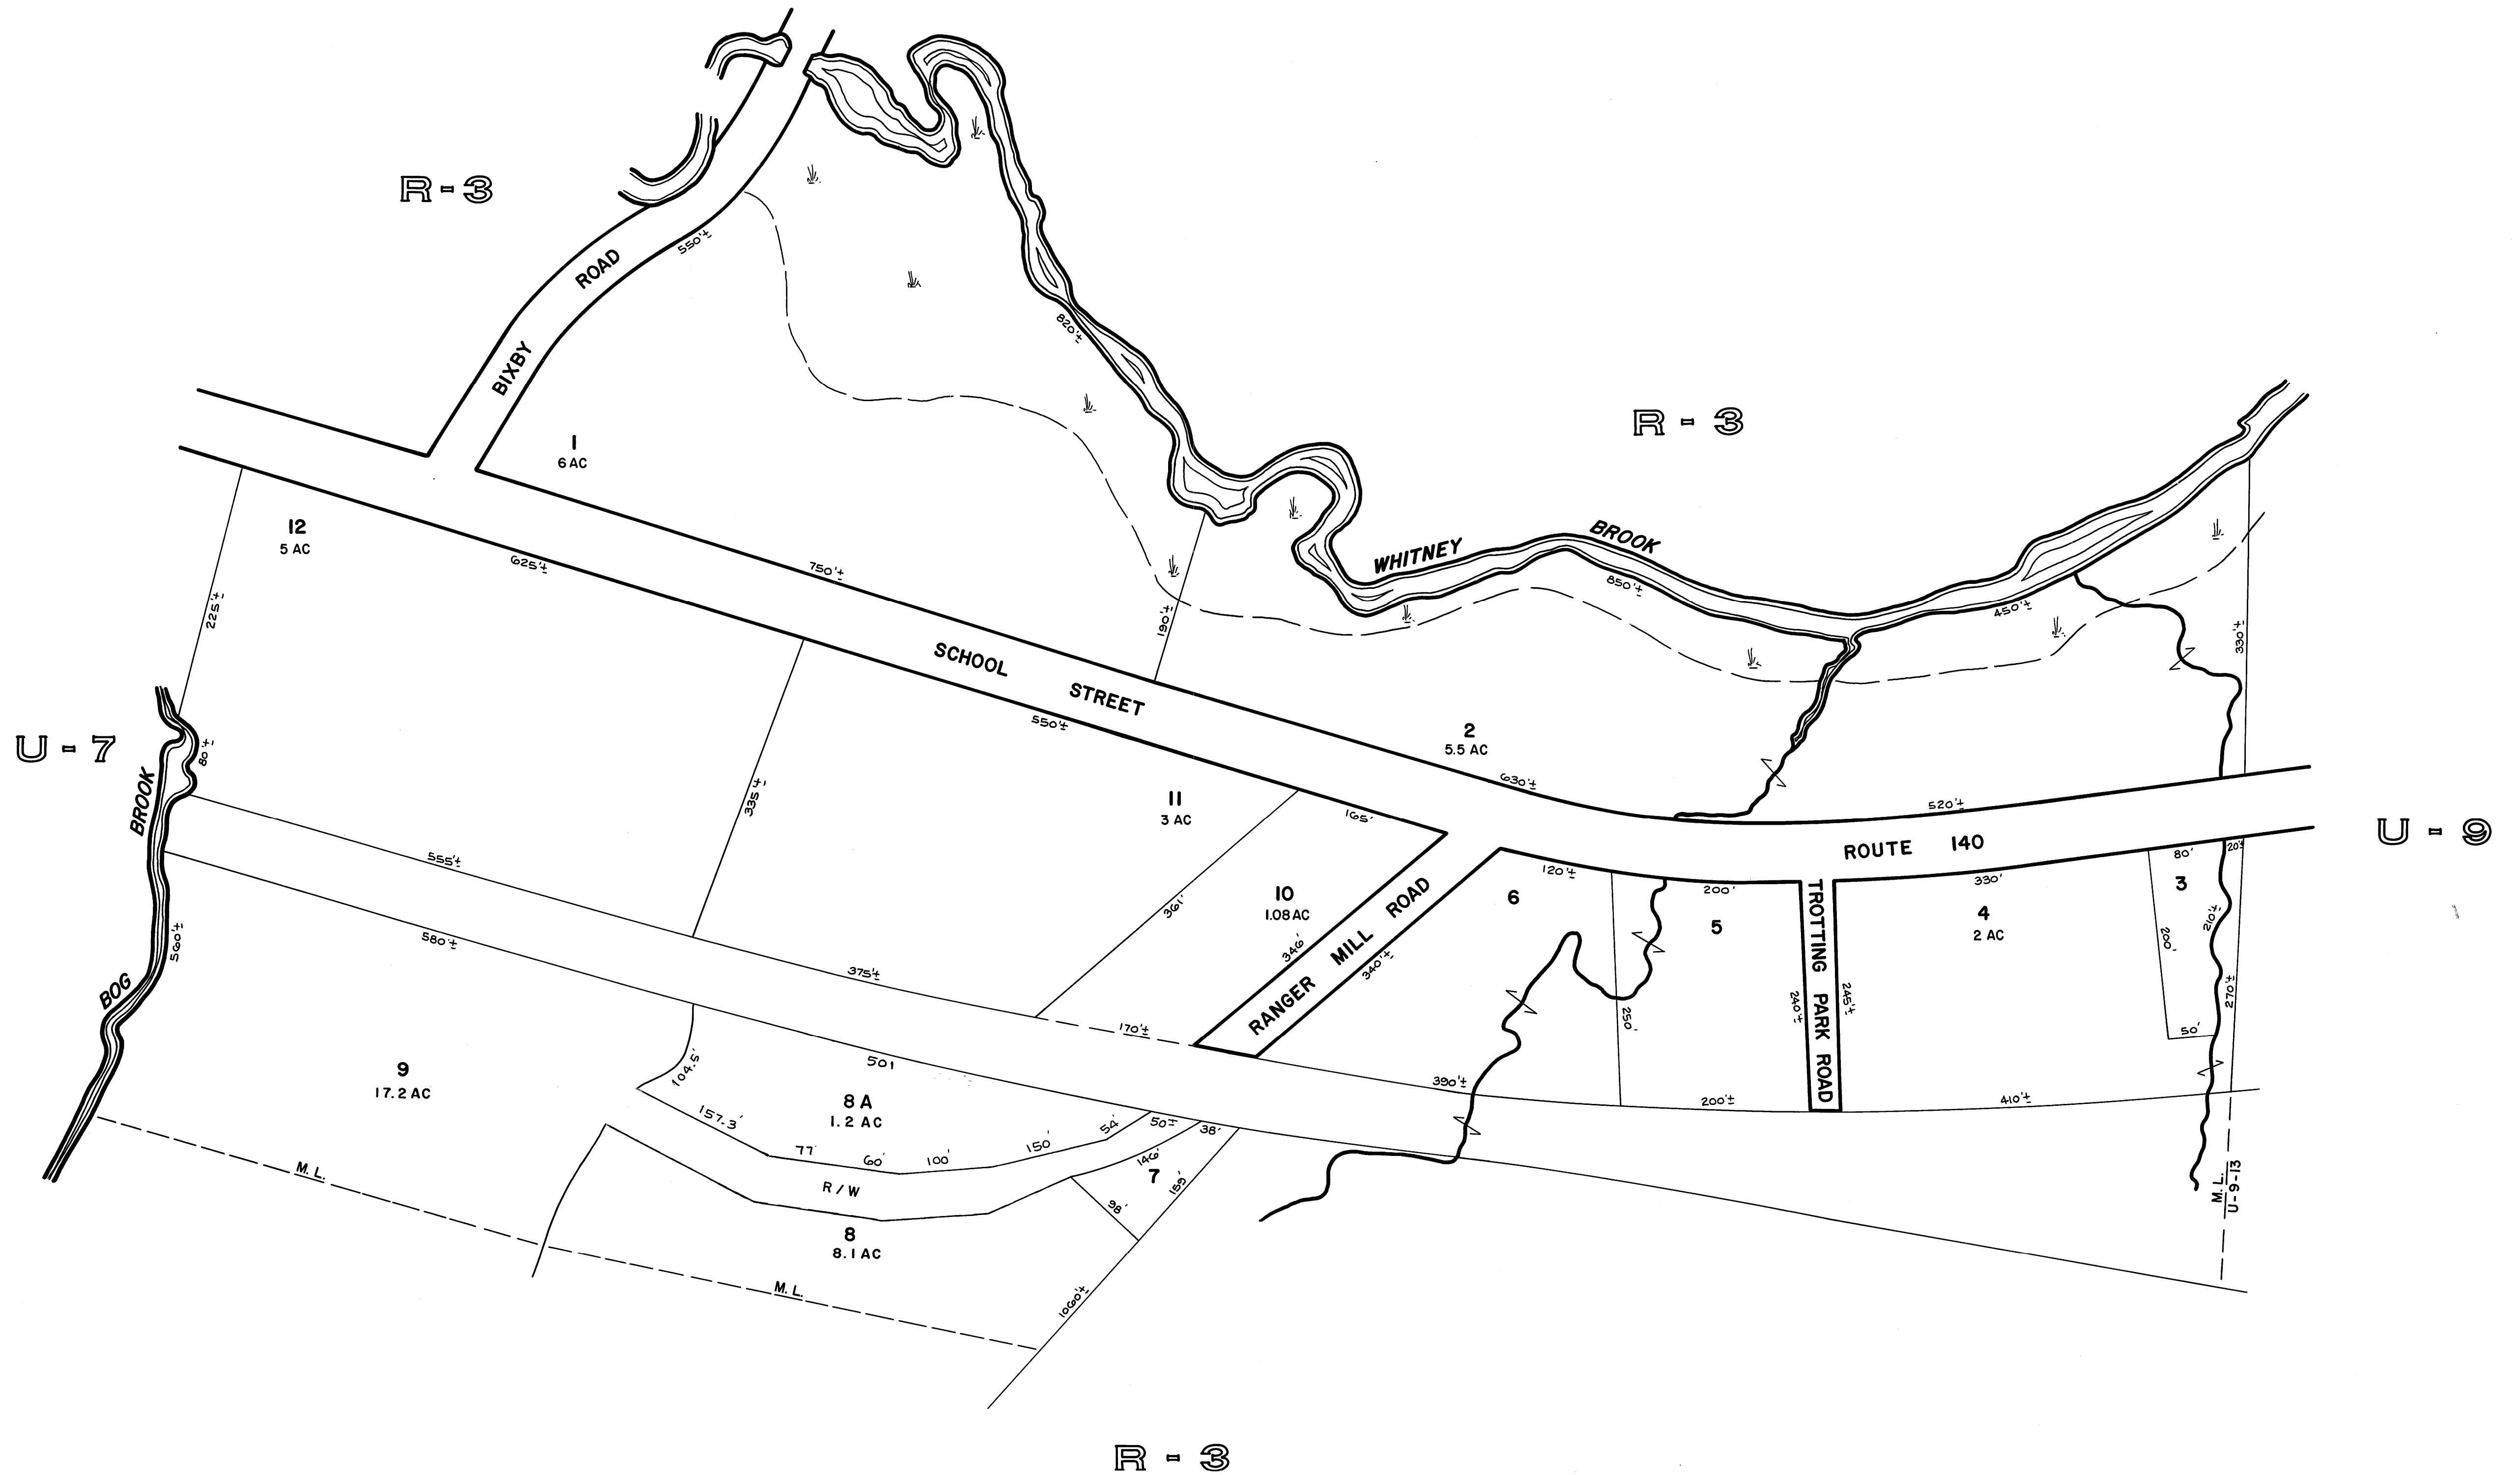 R-3
BIXBY ROAD
550'±
820'±
R-3
1
6 AC
12
5 AC
625'±
750'±
225'±
190'±
WHITNEY BROOK
850'±
450'±
330'±
SCHOOL STREET
550'±
2
5.5 AC
630'±
520'±
U-7
BROOK
80'±
335'±
11
3 AC
165'
ROUTE 140
U-9
555'±
580'±
361'
10
1.08 AC
346'
RANGER MILL ROAD
340'±
120'±
6
200'
5
TROTTING PARK ROAD
330'
4
2 AC
80'
3
20'±
210'±
200'
560'±
BOG
375'±
170'±
250'
240'±
245'±
270'±
50'
9
17.2 AC
104.5'
501
8A
1.2 AC
390'±
200'±
410'±
157.3'
77'
60'
100'
150'
54'
50'±
38'
146'
7
159'
98'
R/W
M.L.
8
8.1 AC
M.L.
1060'±
M.L.
U-9-13
R-3